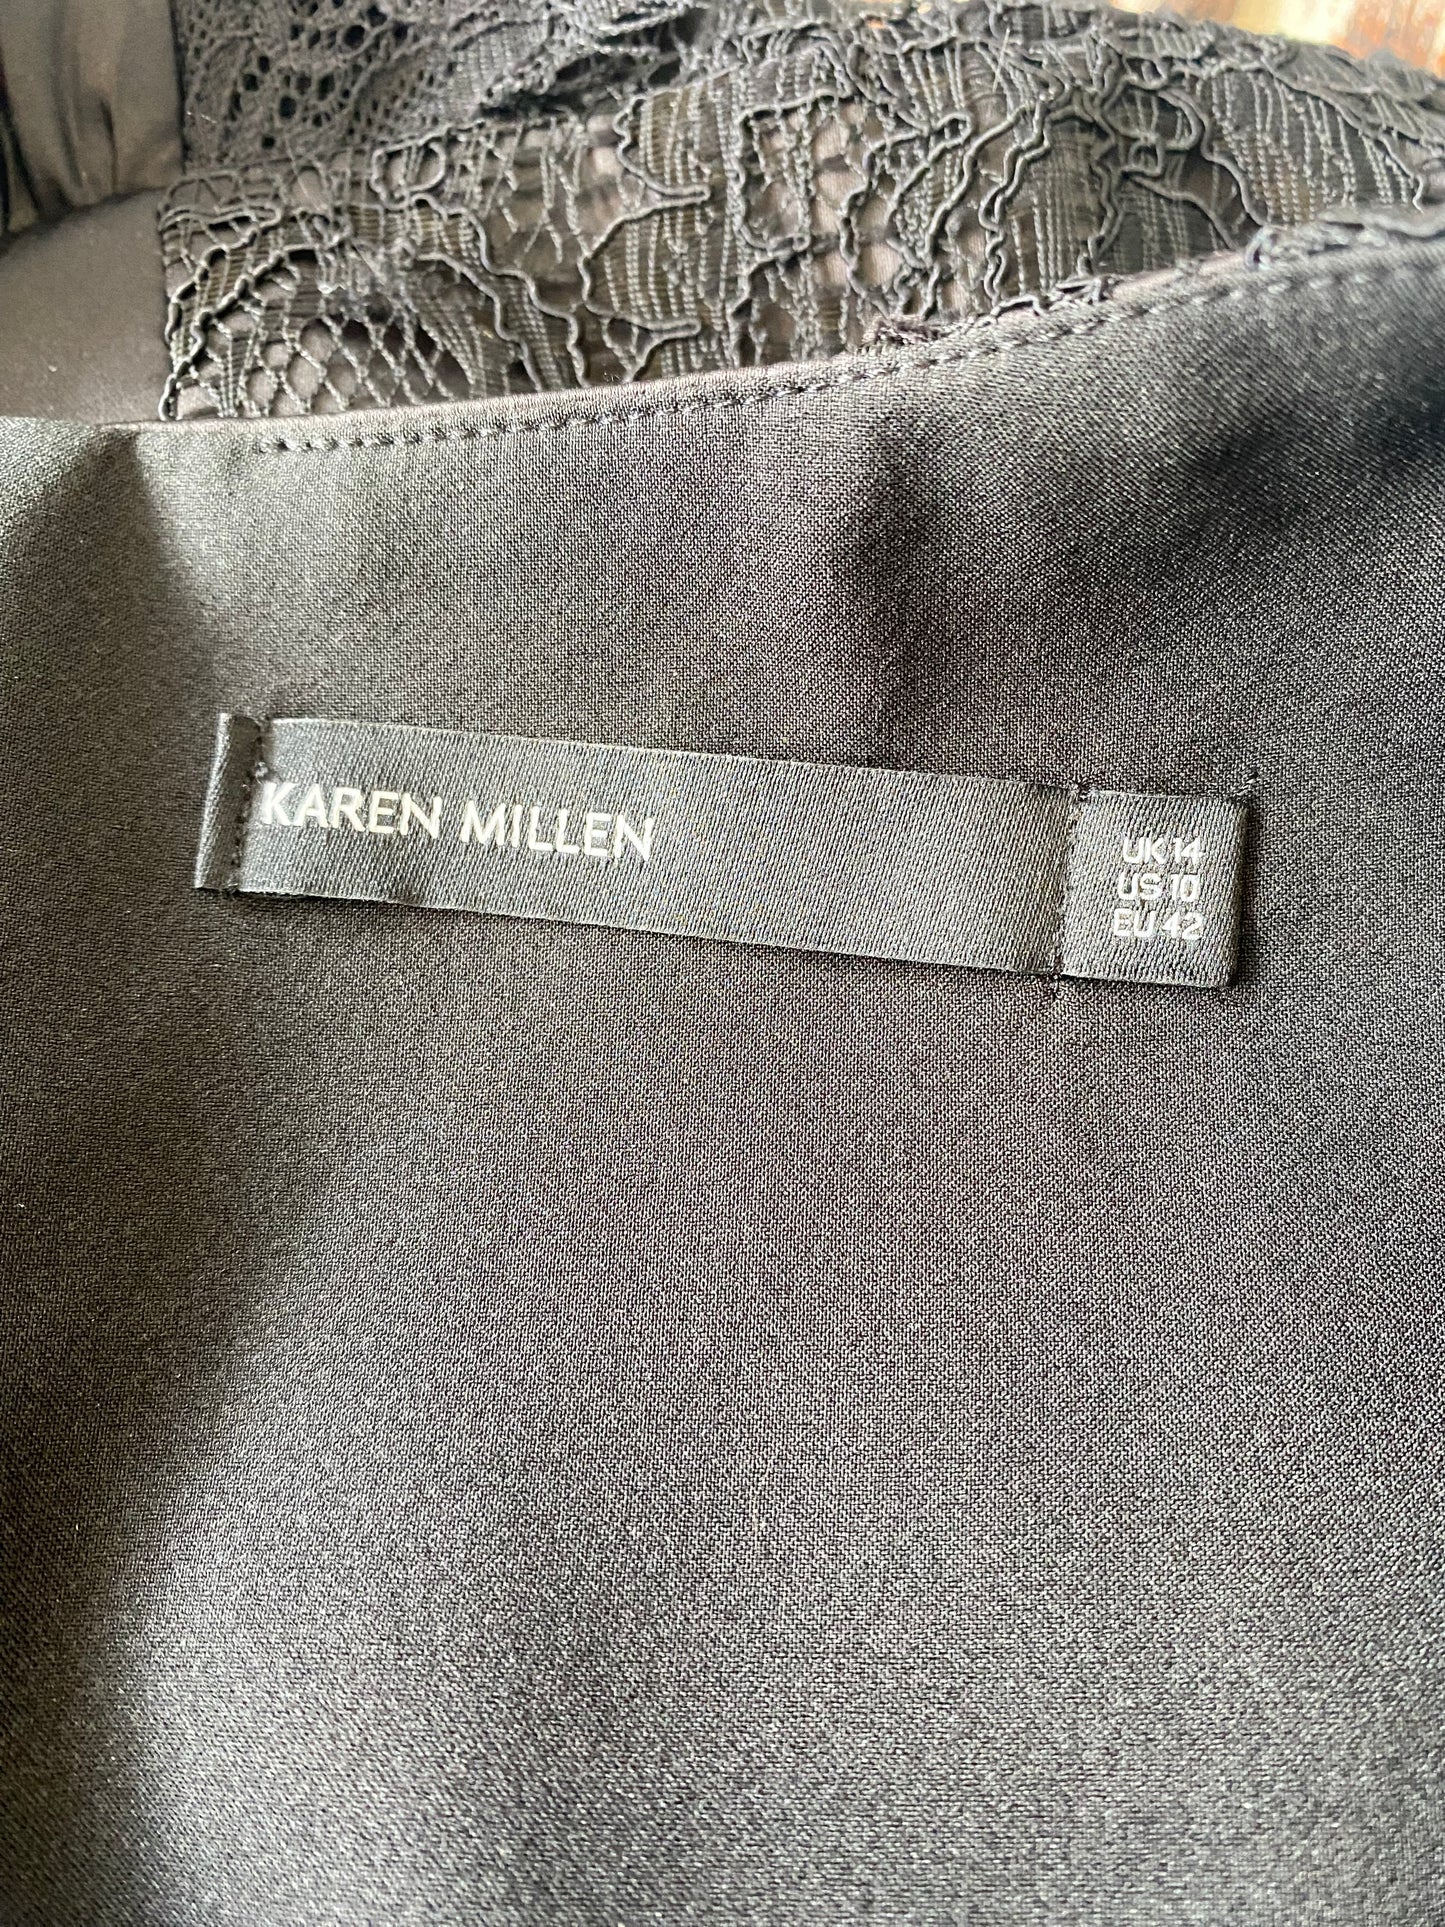 KAREN MILLEN
UK 14
US 10
EU 42